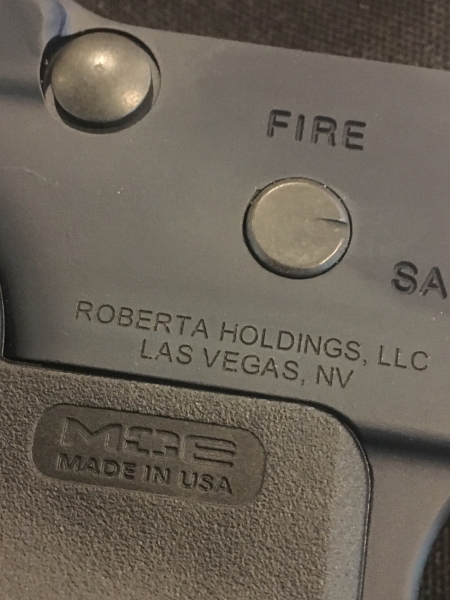 FIRE
SA
ROBERTA HOLDINGS, LLC
LAS VEGAS, NV
MOE
MADE IN USA